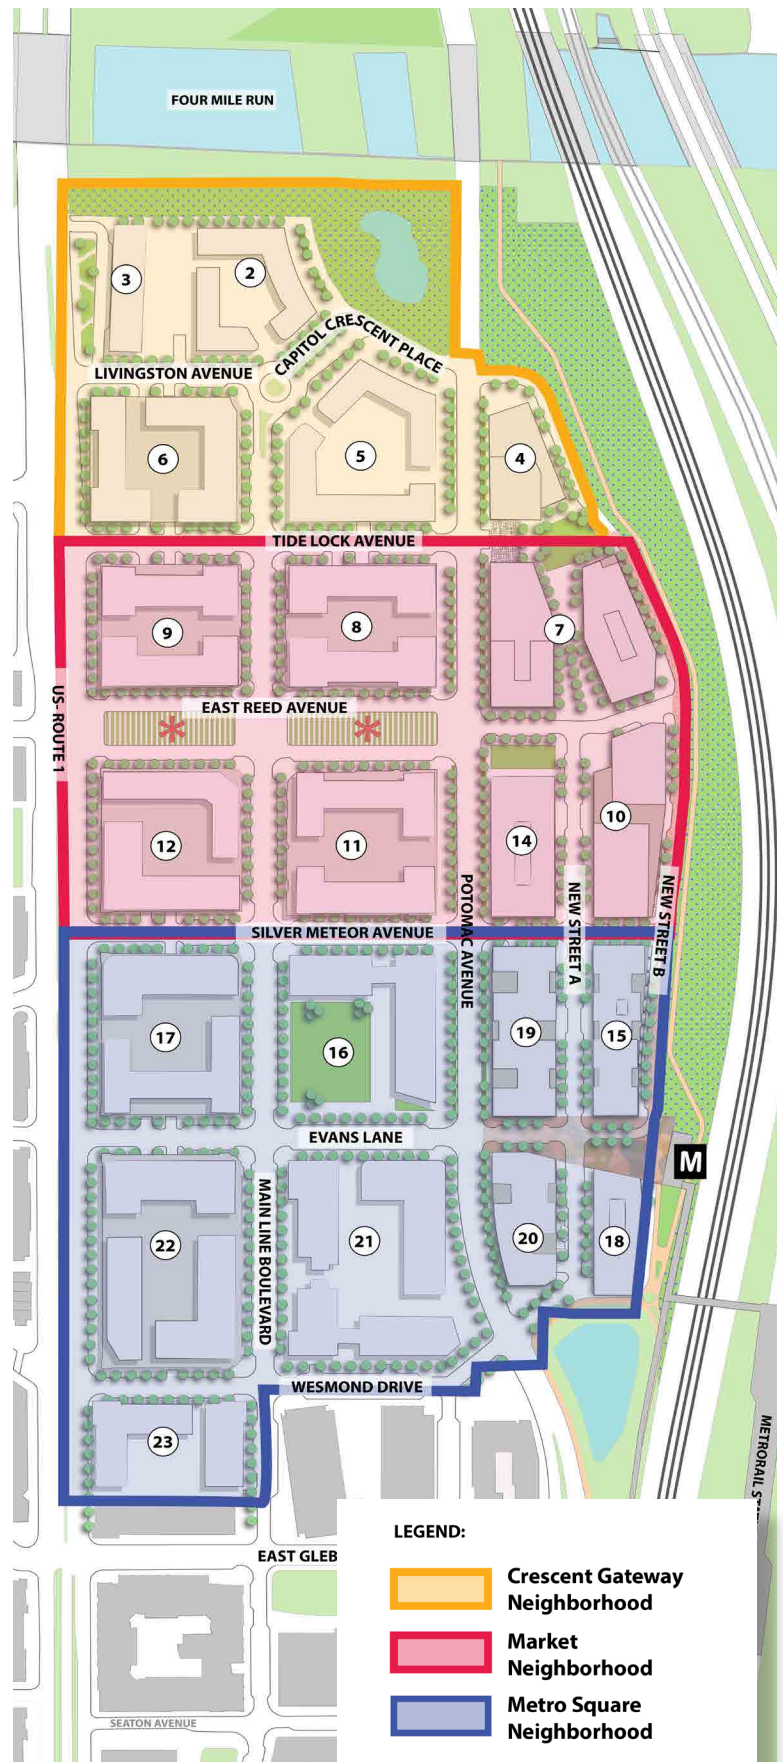 FOUR MILE RUN
3
2
CAPITOL CRESCENT PLACE
LIVINGSTON AVENUE
6
5
4
TIDE LOCK AVENUE
9
8
7
US- ROUTE 1
EAST REED AVENUE
12
11
14
10
POTOMAC AVENUE
NEW STREET A
NEW STREET B
SILVER METEOR AVENUE
17
16
19
15
EVANS LANE
M
MAIN LINE BOULEVARD
22
21
20
18
WESMOND DRIVE
23
METRORAIL
LEGEND:
EAST GLEB
Crescent Gateway
Neighborhood
Market
Neighborhood
Metro Square
Neighborhood
SEATON AVENUE